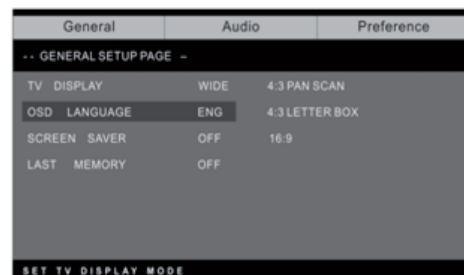 General Audio Preference
-- GENERAL SETUP PAGE –
TV DISPLAY WIDE 4:3 PAN SCAN
OSD LANGUAGE ENG 4:3 LETTER BOX
SCREEN SAVER OFF 16:9
LAST MEMORY OFF
SET TV DISPLAY MODE